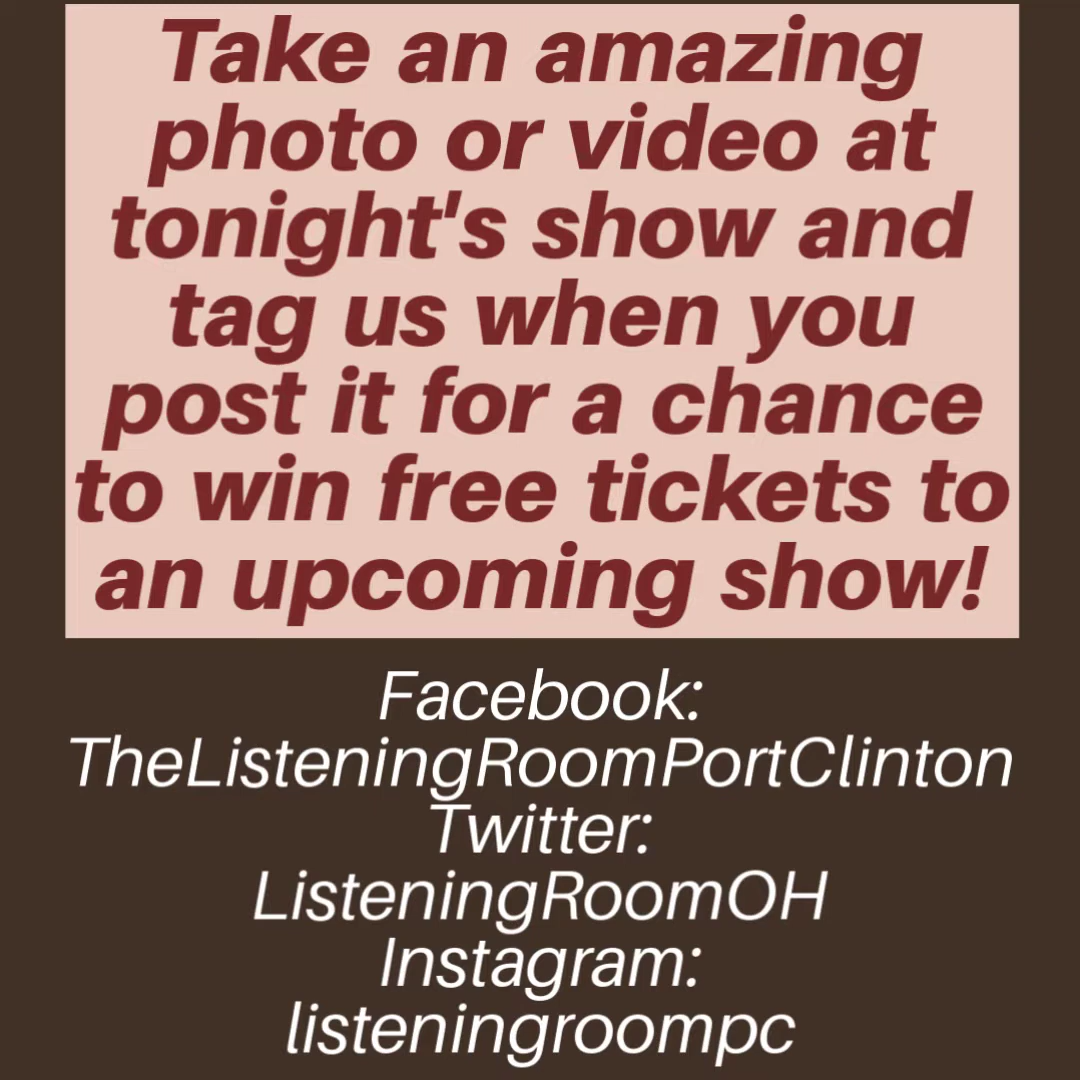 Take an amazing
photo or video at
tonight's show and
tag us when you
post it for a chance
to win free tickets to
an upcoming show!
Facebook:
TheListeningRoomPortClinton
Twitter:
ListeningRoomOH
Instagram:
listeningroompc